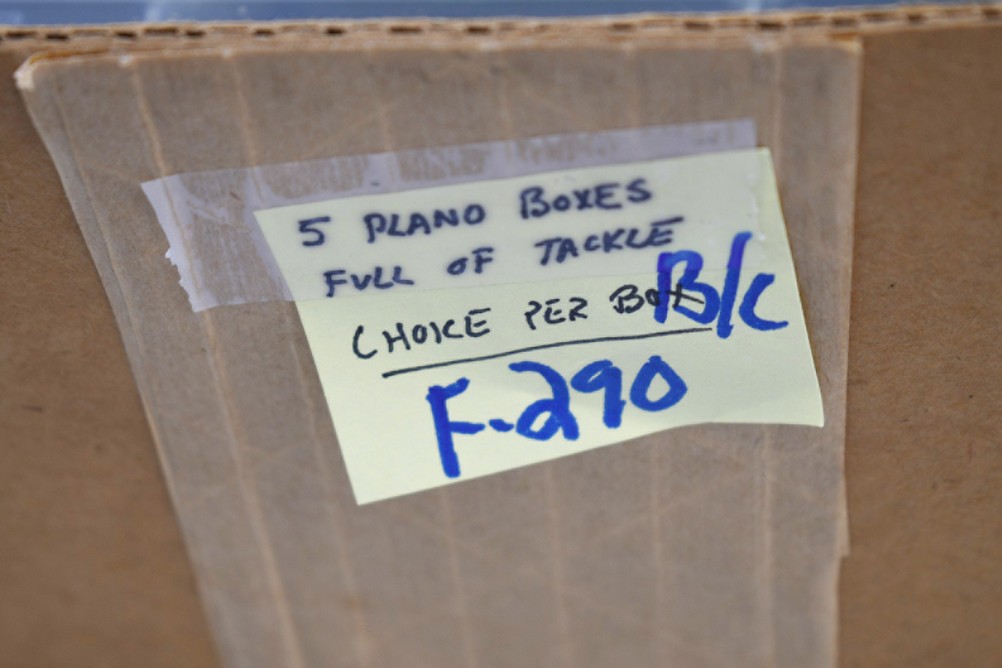 5 PLANO BOXES
FULL OF TACKLE
CHOICE PER BOX
B/C
F-290